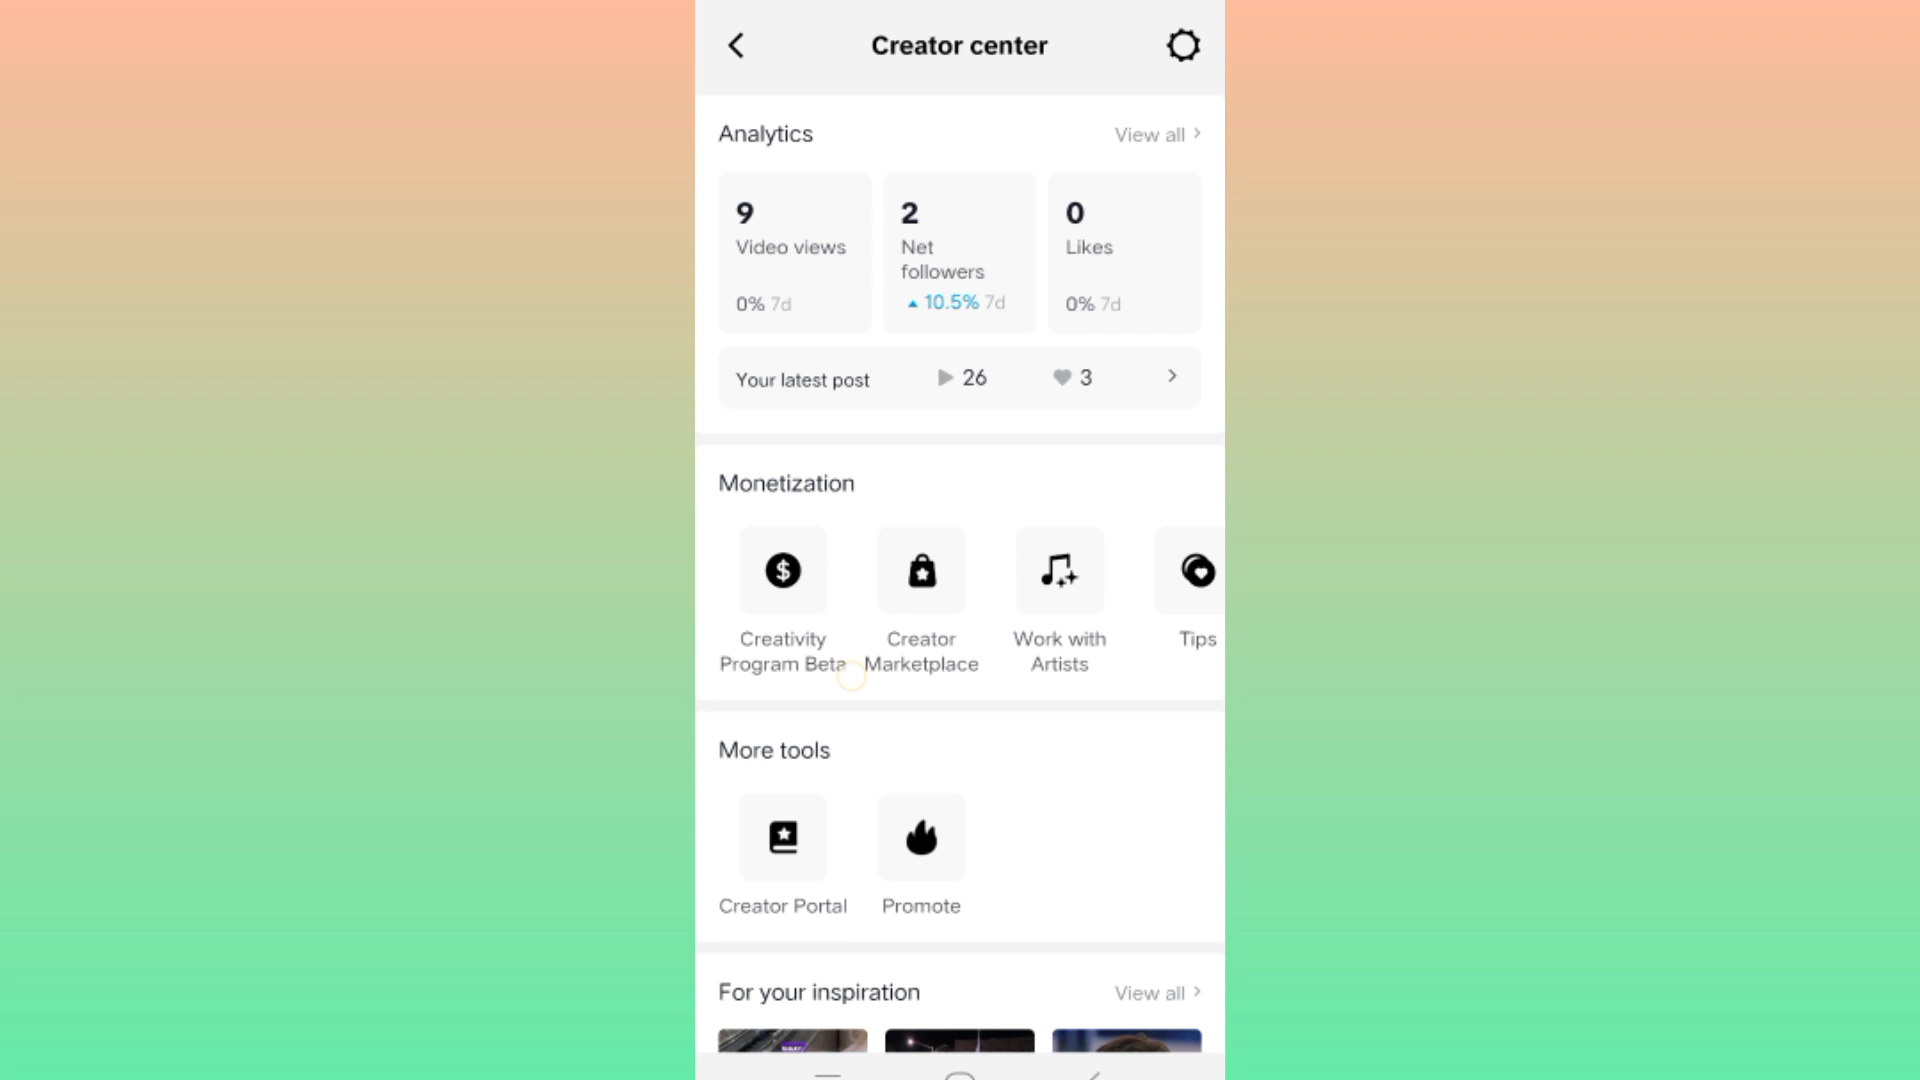 Creator center
Analytics
View all
9
Video views
0% 7d
2
Net
followers
10.5% 7d
0
Likes
0% 7d
Your latest post
26
3
Monetization
Creativity
Program Beta
Creator
Marketplace
Work with
Artists
Tips
More tools
Creator Portal
Promote
For your inspiration
View all